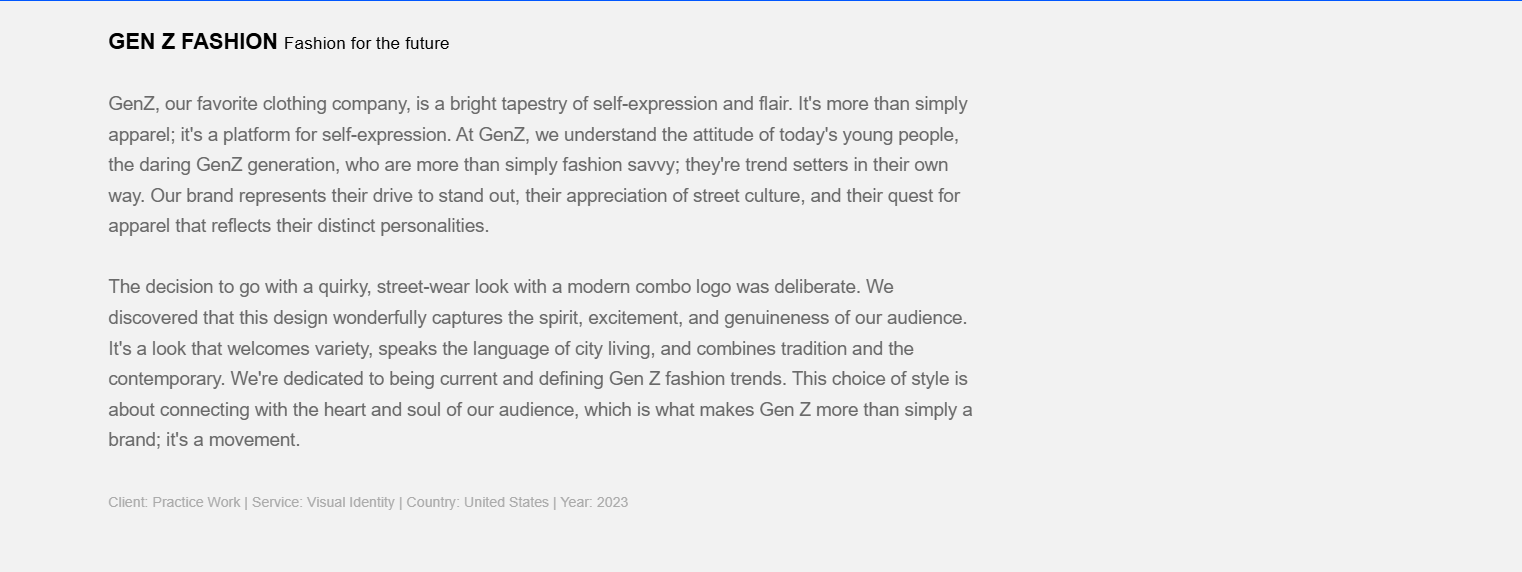 GEN Z FASHION Fashion for the future
GenZ, our favorite clothing company, is a bright tapestry of self-expression and flair. It's more than simply
apparel; it's a platform for self-expression. At GenZ, we understand the attitude of today's young people,
the daring GenZ generation, who are more than simply fashion savvy; they're trend setters in their own
way. Our brand represents their drive to stand out, their appreciation of street culture, and their quest for
apparel that reflects their distinct personalities.
The decision to go with a quirky, street-wear look with a modern combo logo was deliberate. We
discovered that this design wonderfully captures the spirit, excitement, and genuineness of our audience.
It's a look that welcomes variety, speaks the language of city living, and combines tradition and the
contemporary. We're dedicated to being current and defining Gen Z fashion trends. This choice of style is
about connecting with the heart and soul of our audience, which is what makes Gen Z more than simply a
brand; it's a movement.
Client: Practice Work | Service: Visual Identity | Country: United States | Year: 2023